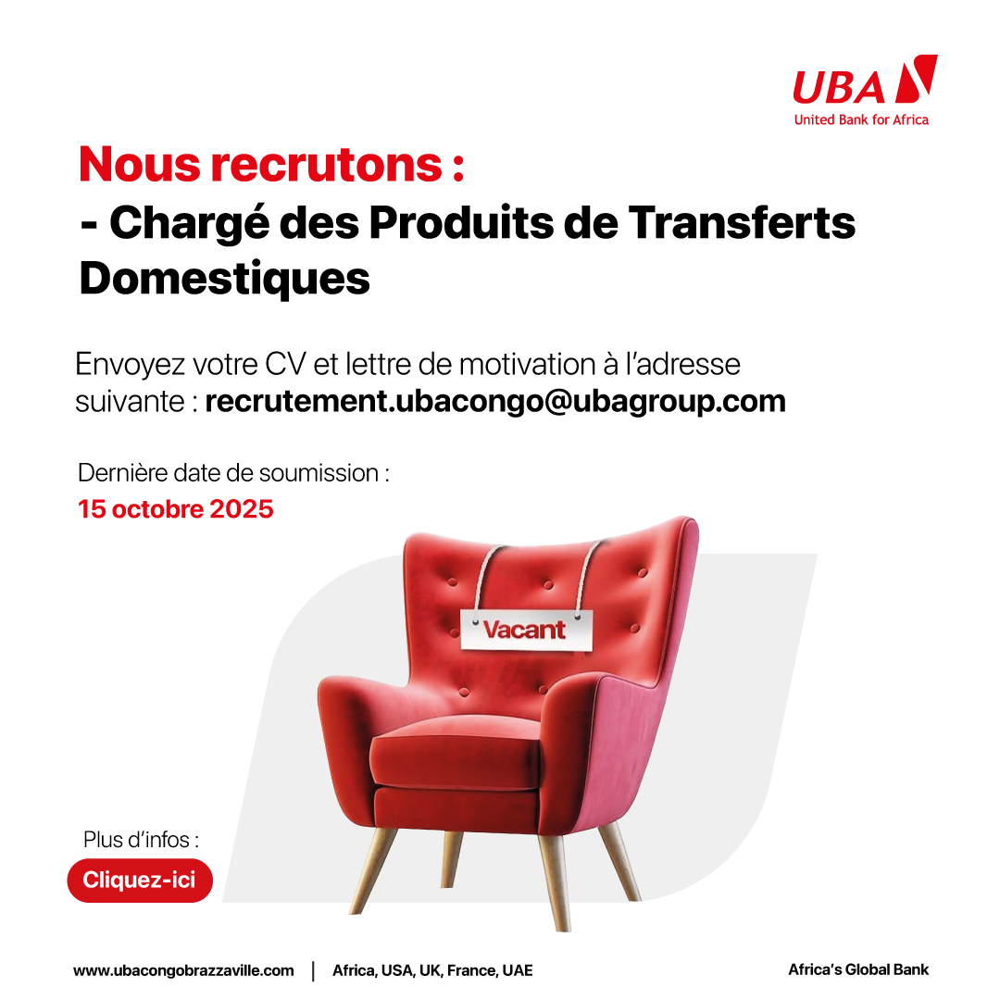 UBA
United Bank for Africa
Nous recrutons :
- Chargé des Produits de Transferts
Domestiques
Envoyez votre CV et lettre de motivation à l’adresse
suivante : recrutement.ubacongo@ubagroup.com
Dernière date de soumission :
15 octobre 2025
Vacant
Plus d’infos :
Cliquez-ici
www.ubacongobrazzaville.com | Africa, USA, UK, France, UAE
Africa’s Global Bank